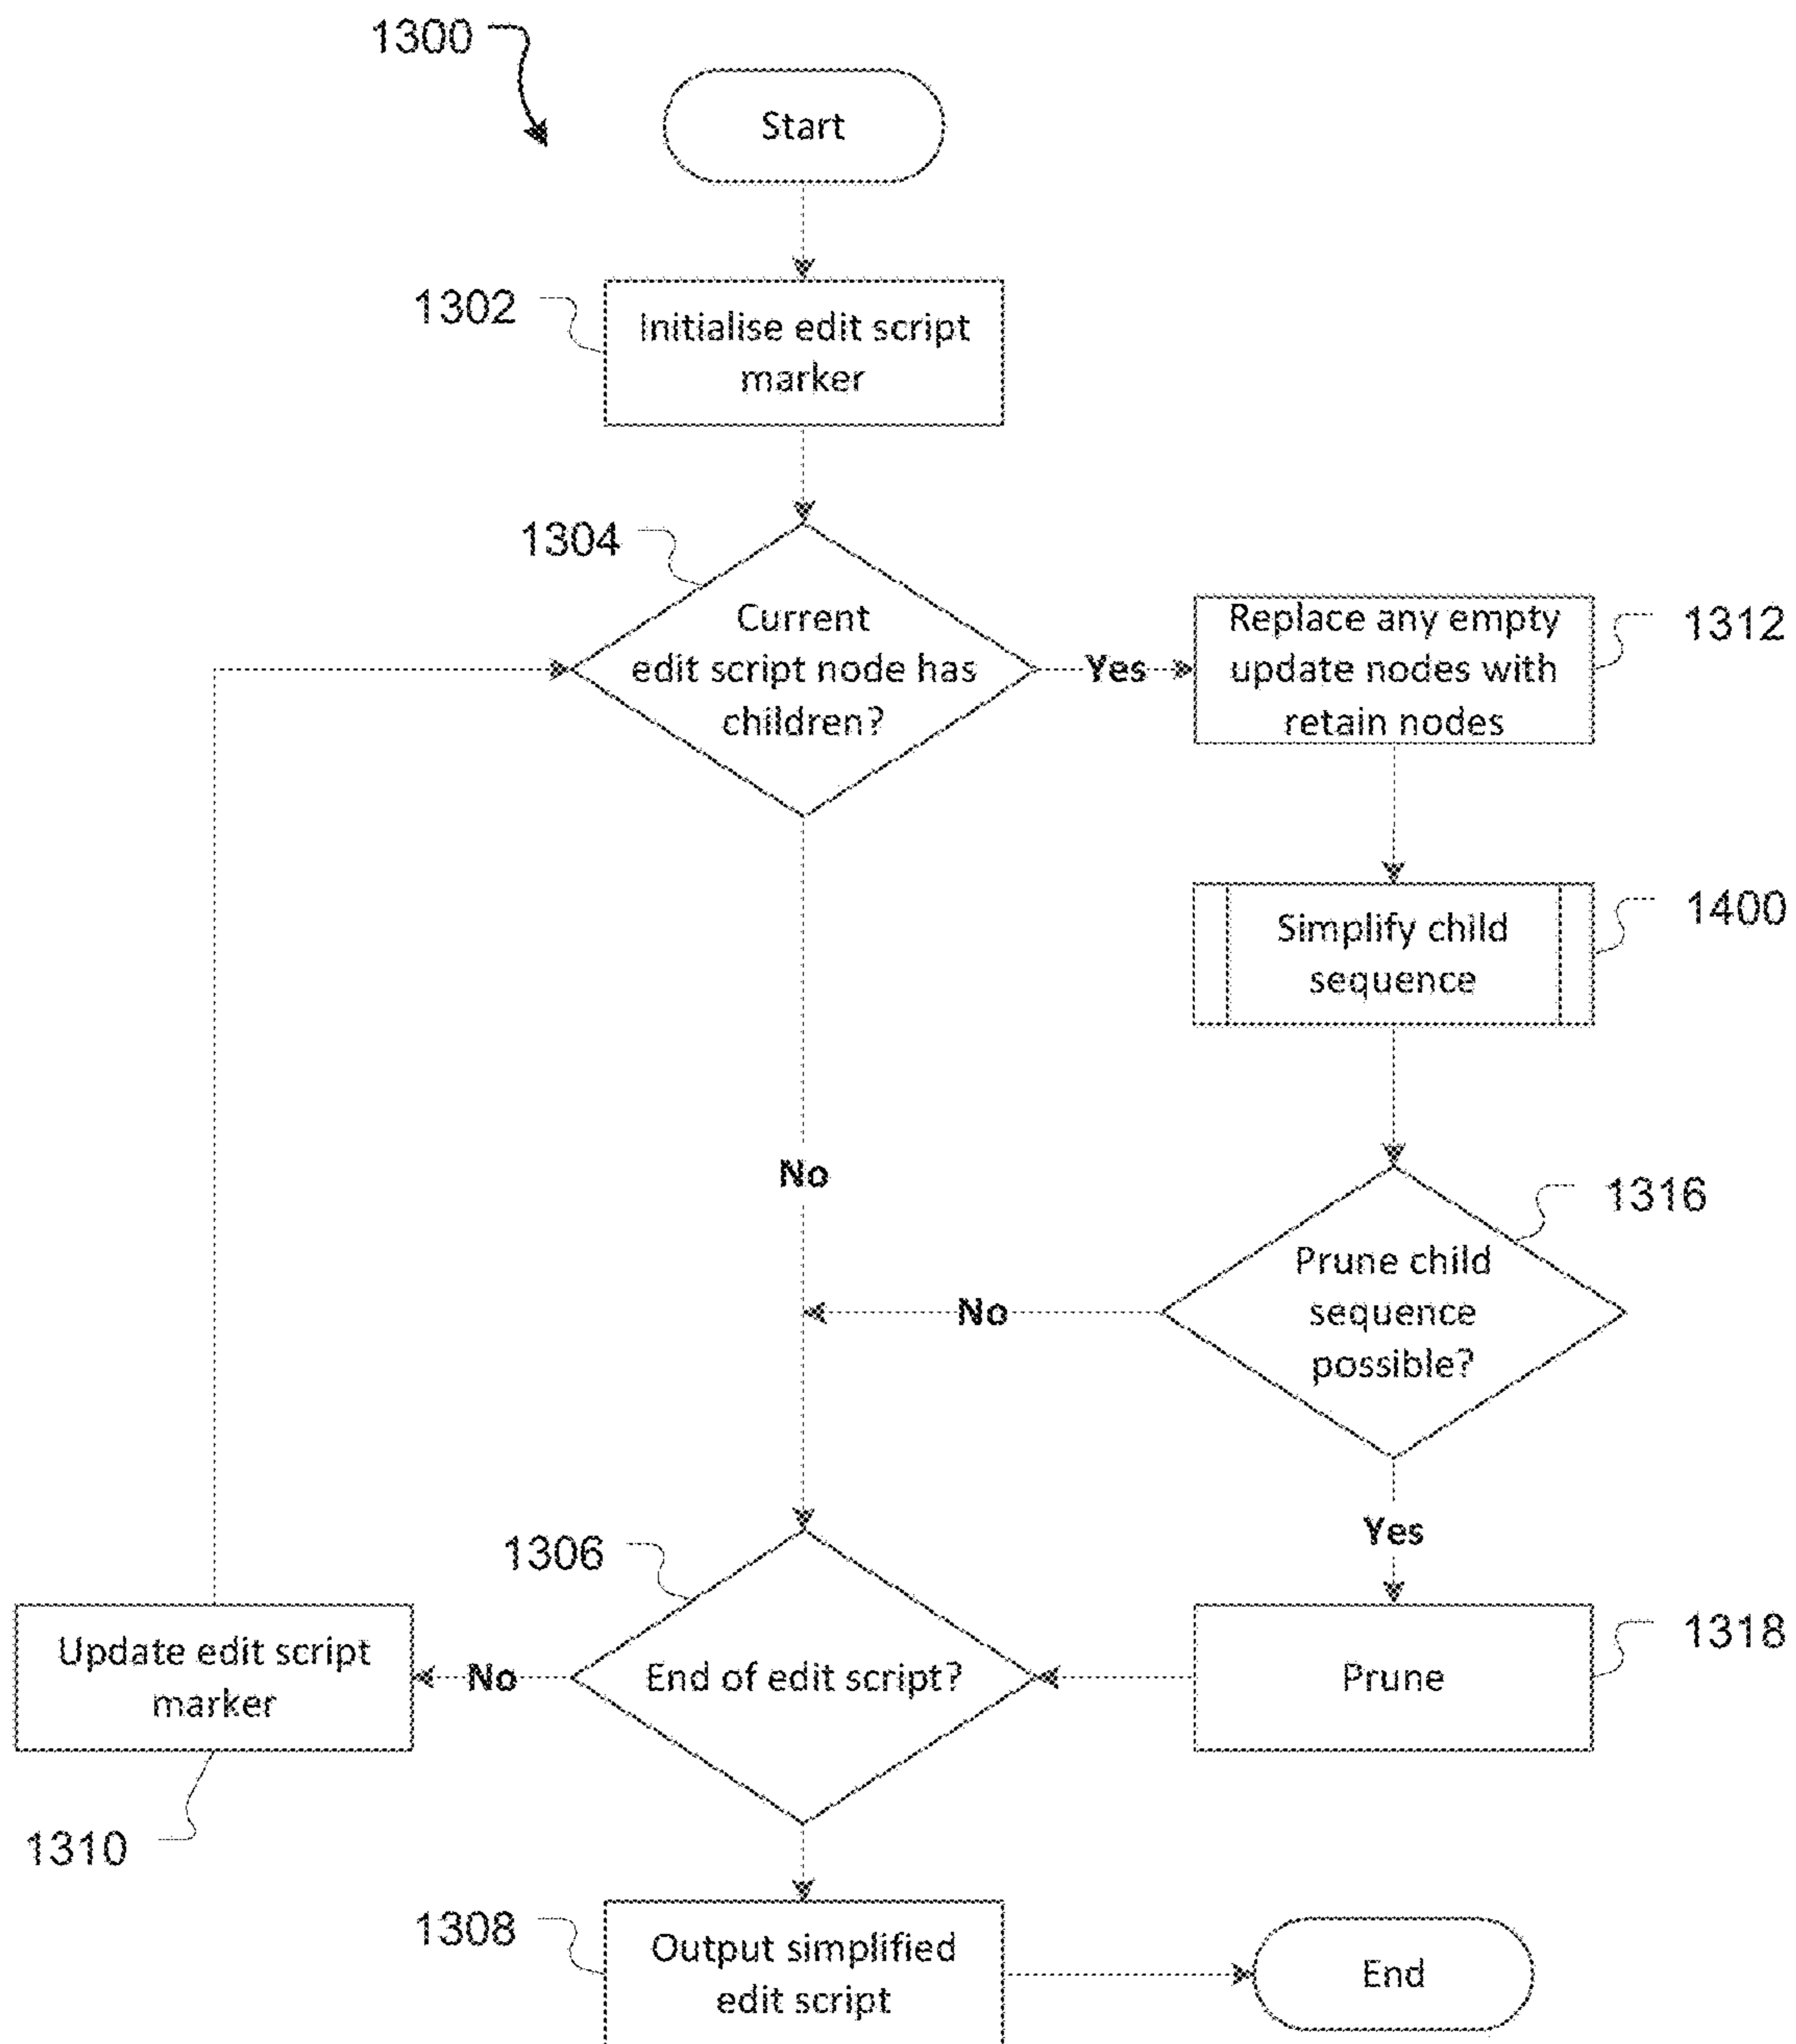 1300
Start
1302
Initialise edit script
marker
1304
Current
edit script node has
children?
Yes
Replace any empty
update nodes with
retain nodes
1312
Simplify child
sequence
1400
No
1316
Prune child
sequence
possible?
No
Yes
1306
End of edit script?
No
Update edit script
marker
1310
Prune
1318
1308
Output simplified
edit script
End